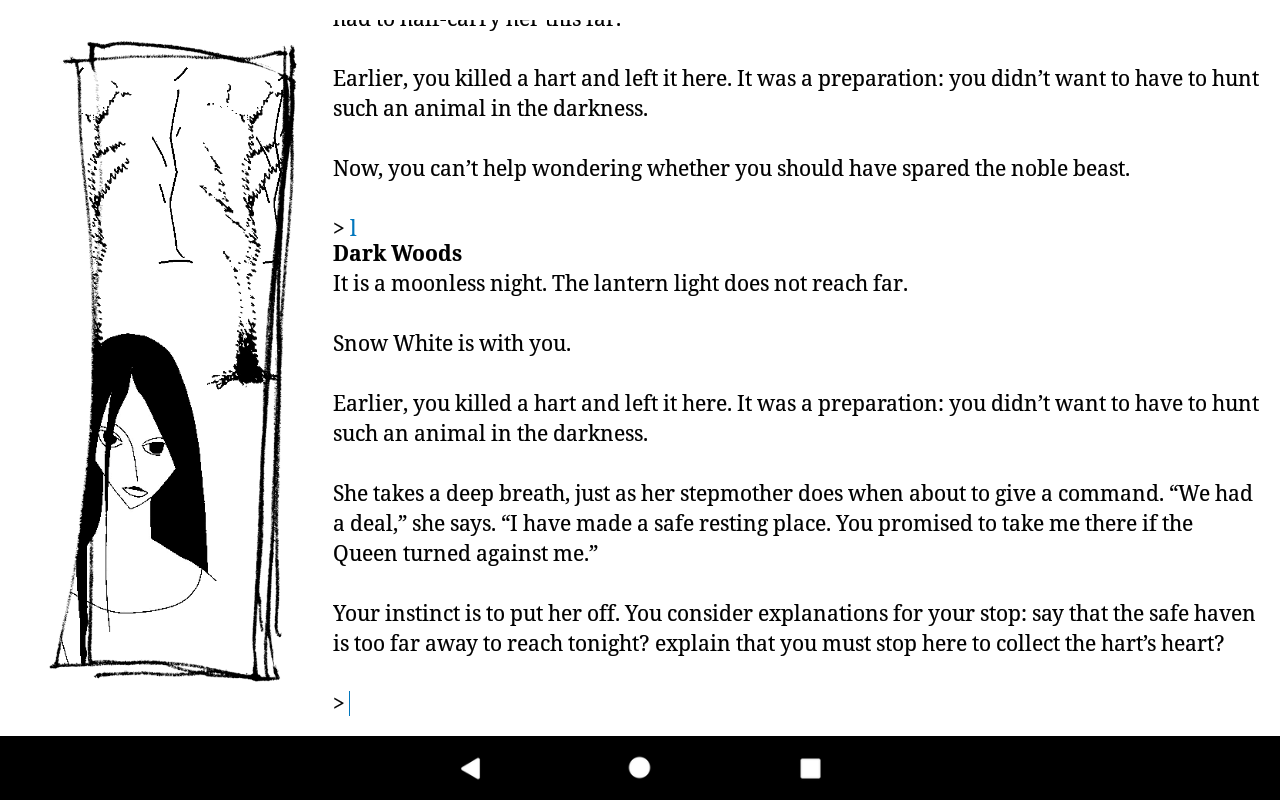 had to half-carry her this far.
Earlier, you killed a hart and left it here. It was a preparation: you didn’t want to have to hunt
such an animal in the darkness.
Now, you can’t help wondering whether you should have spared the noble beast.
> l
Dark Woods
It is a moonless night. The lantern light does not reach far.
Snow White is with you.
Earlier, you killed a hart and left it here. It was a preparation: you didn’t want to have to hunt
such an animal in the darkness.
She takes a deep breath, just as her stepmother does when about to give a command. “We had
a deal,” she says. “I have made a safe resting place. You promised to take me there if the
Queen turned against me.”
Your instinct is to put her off. You consider explanations for your stop: say that the safe haven
is too far away to reach tonight? explain that you must stop here to collect the hart’s heart?
>